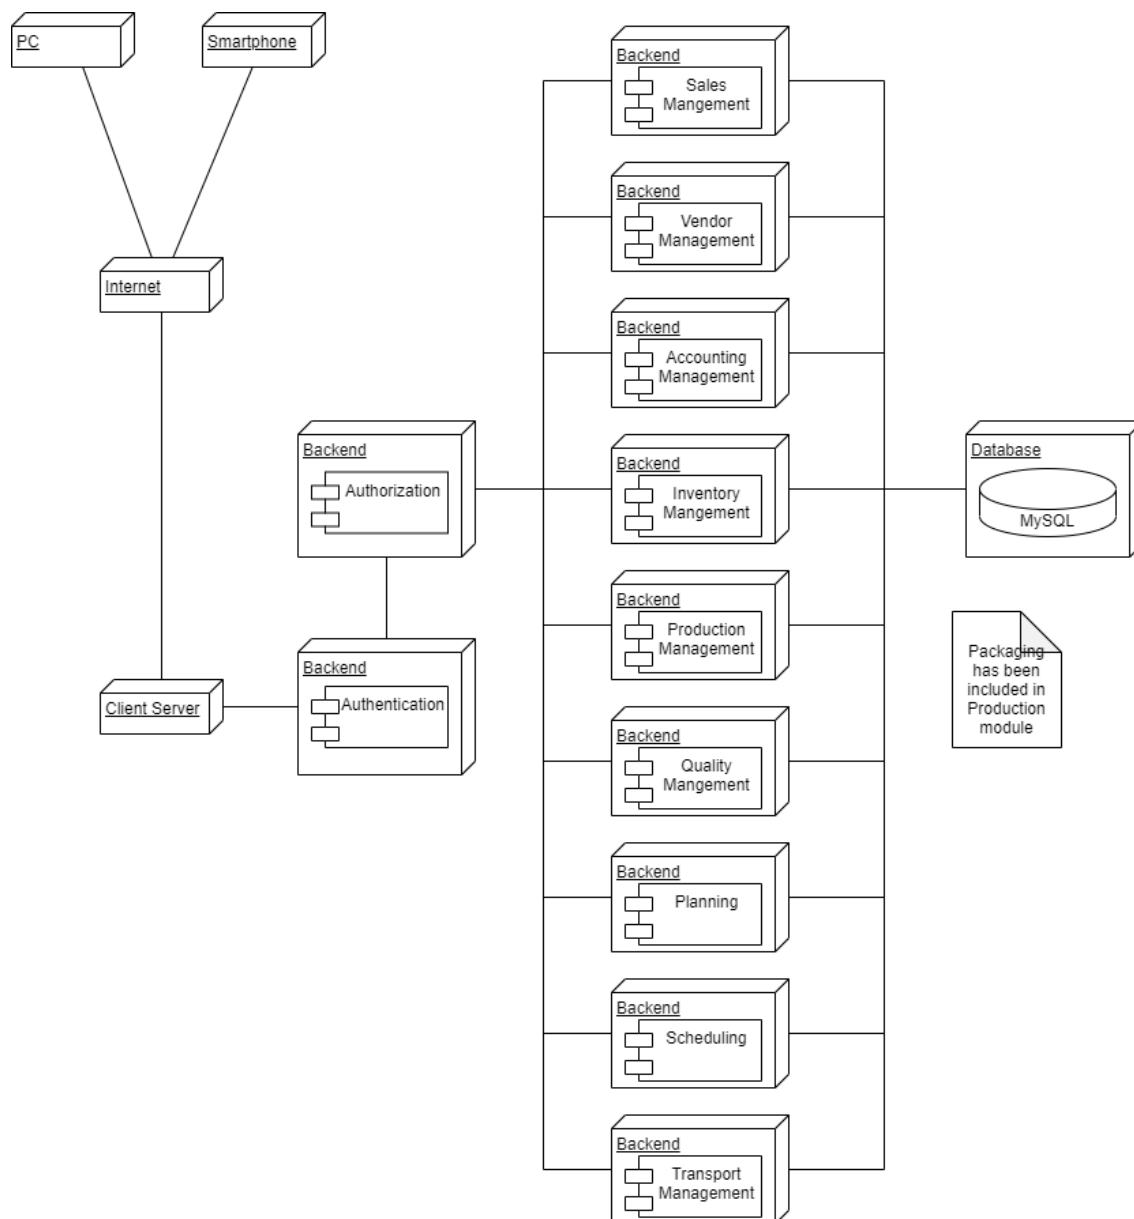 PC
Smartphone
Internet
Client Server
Backend
Authorization
Backend
Authentication
Backend
Sales
Mangement
Backend
Vendor
Management
Backend
Accounting
Management
Backend
Inventory
Mangement
Backend
Production
Management
Backend
Quality
Mangement
Backend
Planning
Backend
Scheduling
Backend
Transport
Management
Database
MySQL
Packaging
has been
included in
Production
module